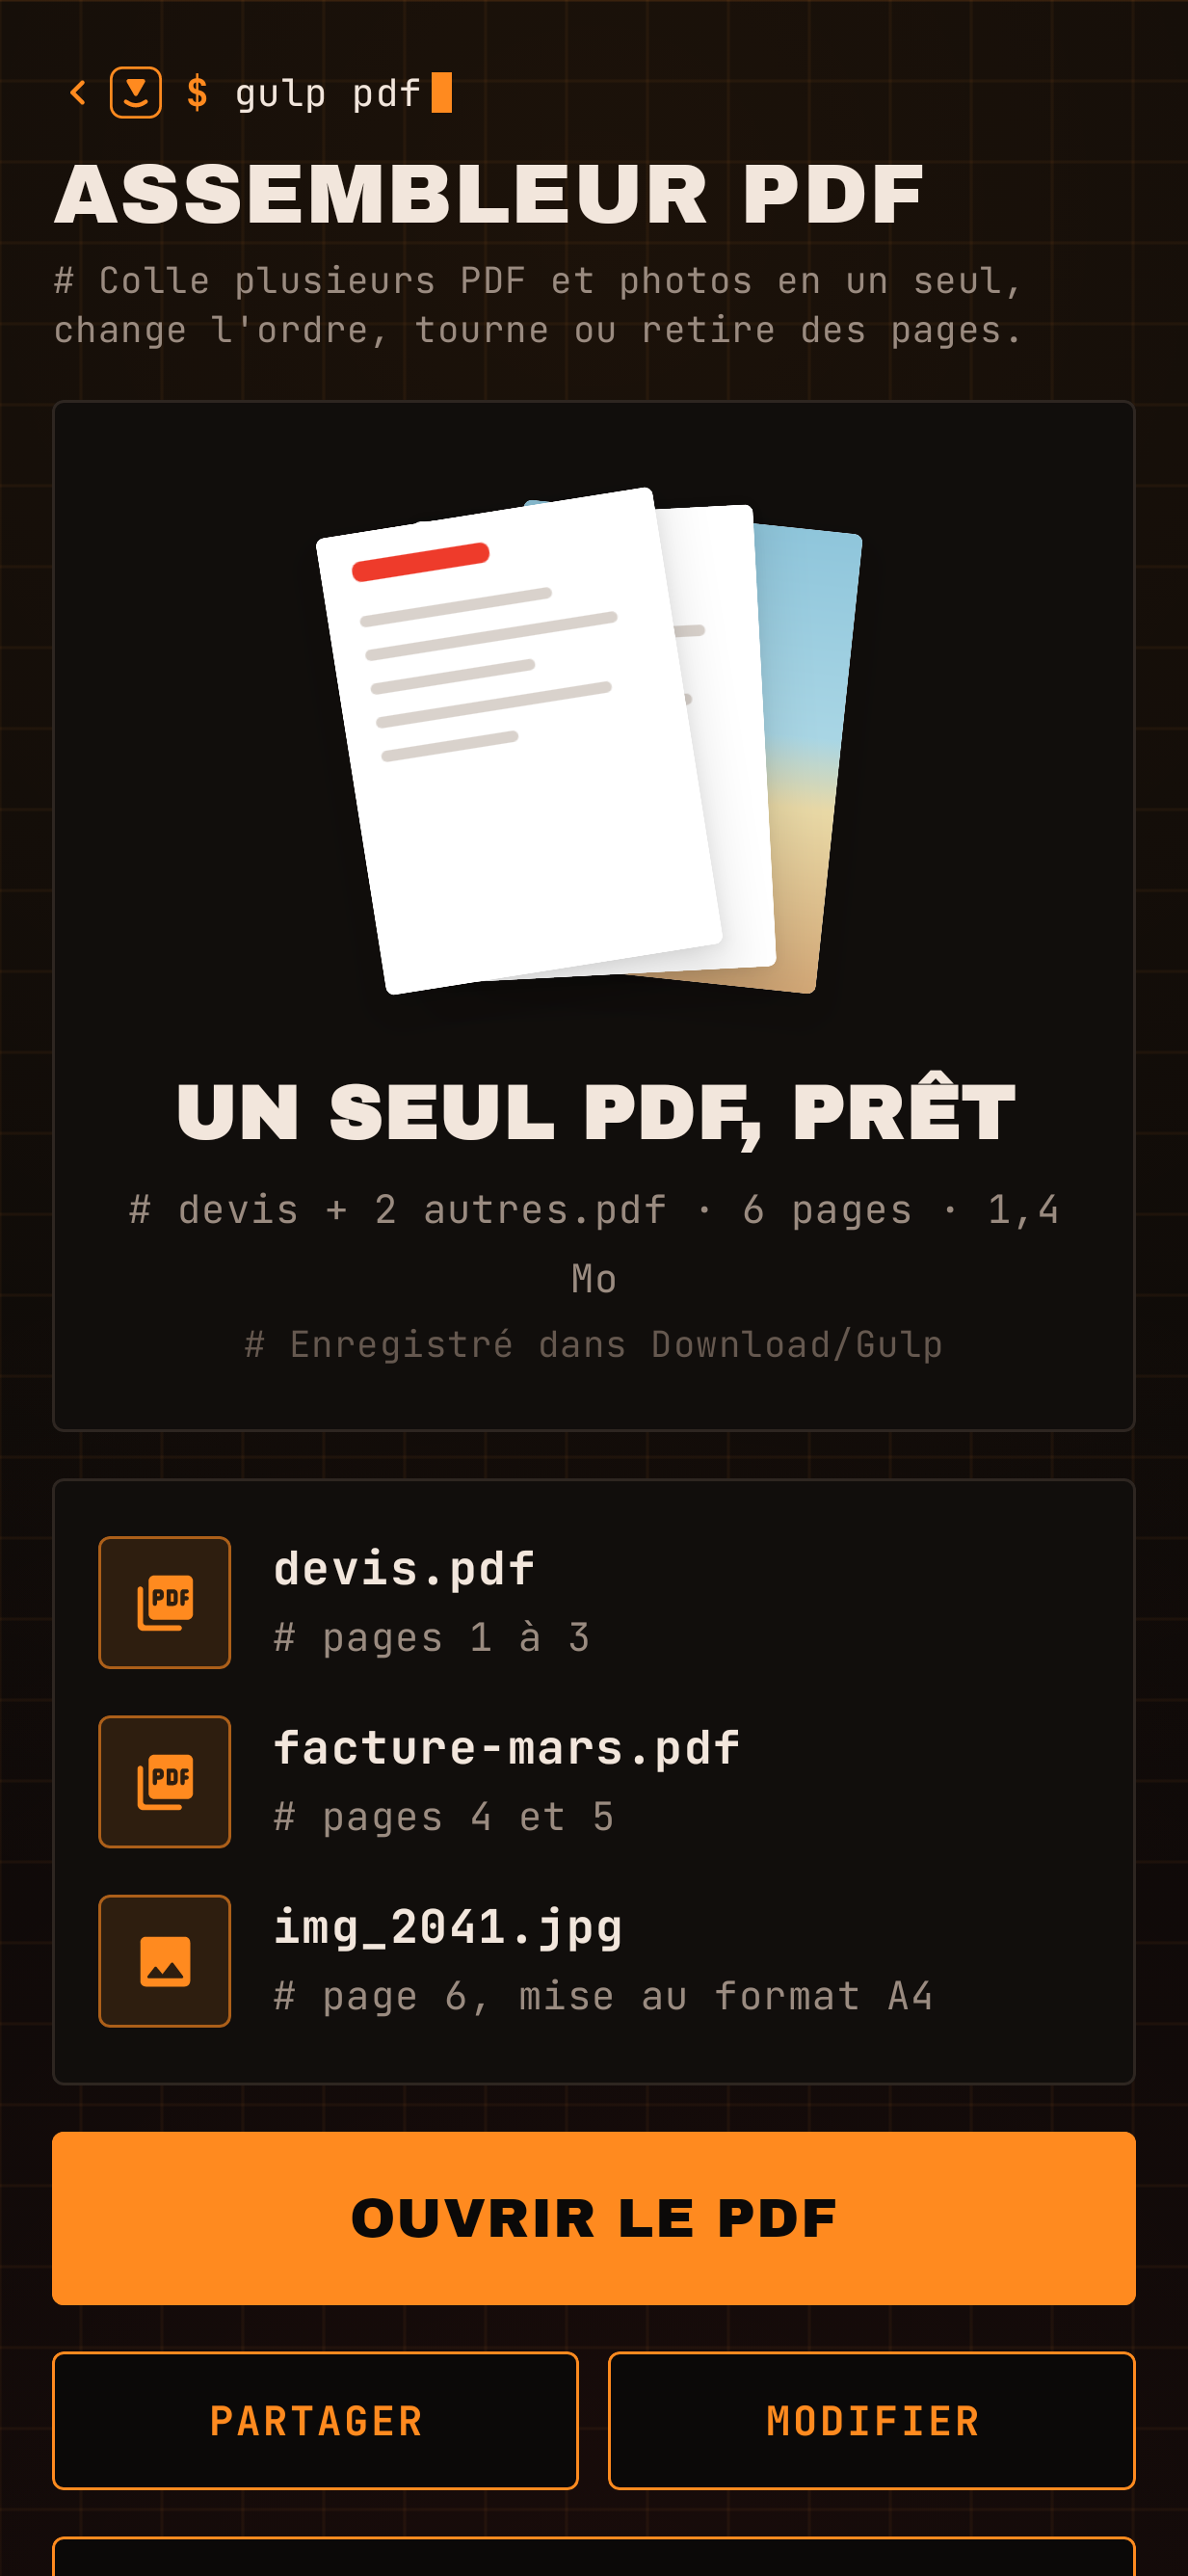 $ gulp pdf
ASSEMBLEUR PDF
# Colle plusieurs PDF et photos en un seul,
change l'ordre, tourne ou retire des pages.
UN SEUL PDF, PRÊT
# devis + 2 autres.pdf · 6 pages · 1,4
Mo
# Enregistré dans Download/Gulp
PDF
devis.pdf
# pages 1 à 3
PDF
facture-mars.pdf
# pages 4 et 5
img_2041.jpg
# page 6, mise au format A4
OUVRIR LE PDF
PARTAGER
MODIFIER